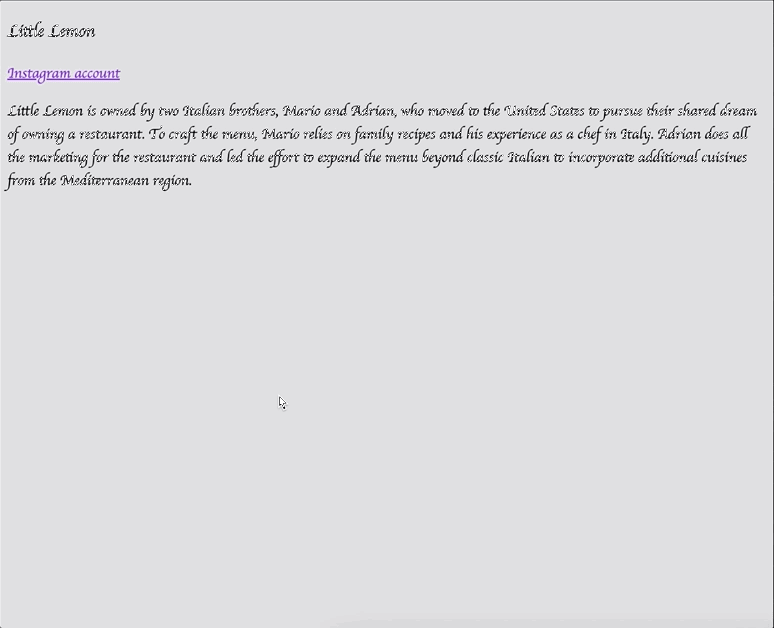 Little Lemon
Instagram account
Little Lemon is owned by two Italian brothers, Mario and Adrian, who moved to the United States to pursue their shared dream
of owning a restaurant. To craft the menu, Mario relies on family recipes and his experience as a chef in Italy. Adrian does all
the marketing for the restaurant and led the effort to expand the menu beyond classic Italian to incorporate additional cuisines
from the Mediterranean region.